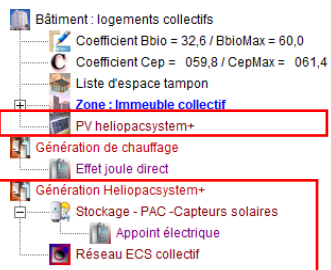 Bâtiment : logements collectifs
Coefficient Bbio = 32,6 / BbioMax = 60,0
Coefficient Cep = 059,8 / CepMax = 061,4
Liste d'espace tampon
Zone : Immeuble collectif
PV heliopacsystem+
Génération de chauffage
Effet joule direct
Génération Heliopacsystem+
Stockage - PAC -Capteurs solaires
Appoint électrique
Réseau ECS collectif